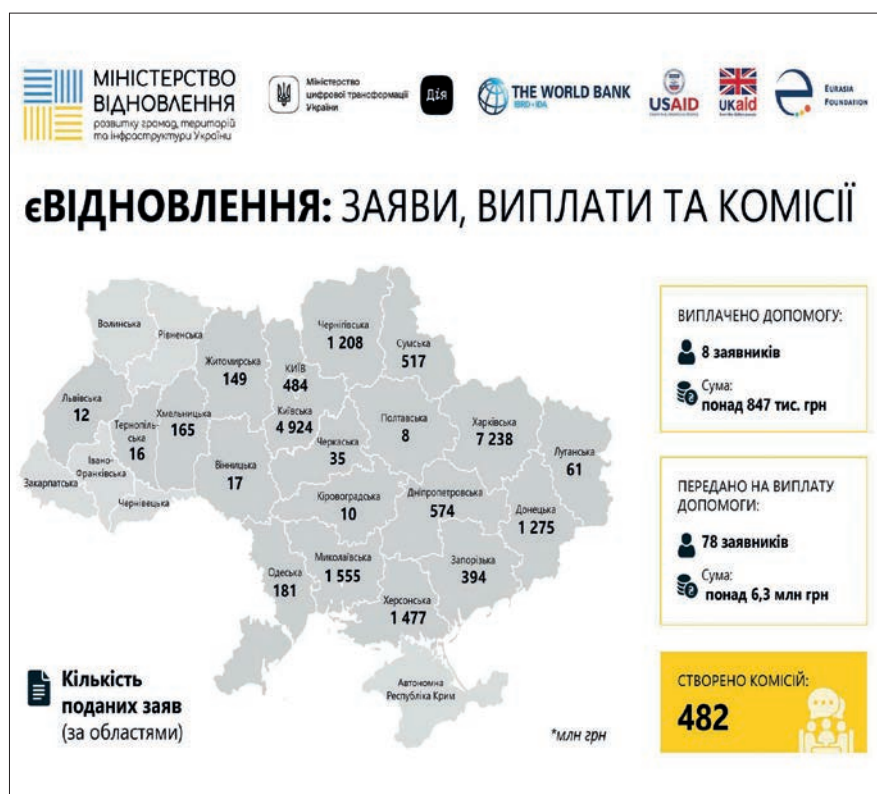 МІНІСТЕРСТВО
ВІДНОВЛЕННЯ
розвитку громад, територій
та інфраструктури України
Міністерство
цифрової трансформації
України
Дія
THE WORLD BANK
IBRD • IDA
USAID
UKaid
EURASIA
FOUNDATION
єВІДНОВЛЕННЯ: ЗАЯВИ, ВИПЛАТИ ТА КОМІСІЇ
Волинська
Рівненська
Житомирська
149
КИЇВ
484
Чернігівська
1 208
Сумська
517
Львівська
12
Тернопіль-
ська
16
Хмельницька
165
Київська
4 924
Черкаська
35
Полтавська
8
Харківська
7 238
Луганська
61
Закарпатська
Івано-
Франківська
Чернівецька
Вінницька
17
Кіровоградська
10
Дніпропетровська
574
Донецька
1 275
Одеська
181
Миколаївська
1 555
Запорізька
394
Херсонська
1 477
Автономна
Республіка Крим
Кількість
поданих заяв
(за областями)
*млн грн
ВИПЛАЧЕНО ДОПОМОГУ:
8 заявників
Сума:
понад 847 тис. грн
ПЕРЕДАНО НА ВИПЛАТУ
ДОПОМОГИ:
78 заявників
Сума:
понад 6,3 млн грн
СТВОРЕНО КОМІСІЙ:
482